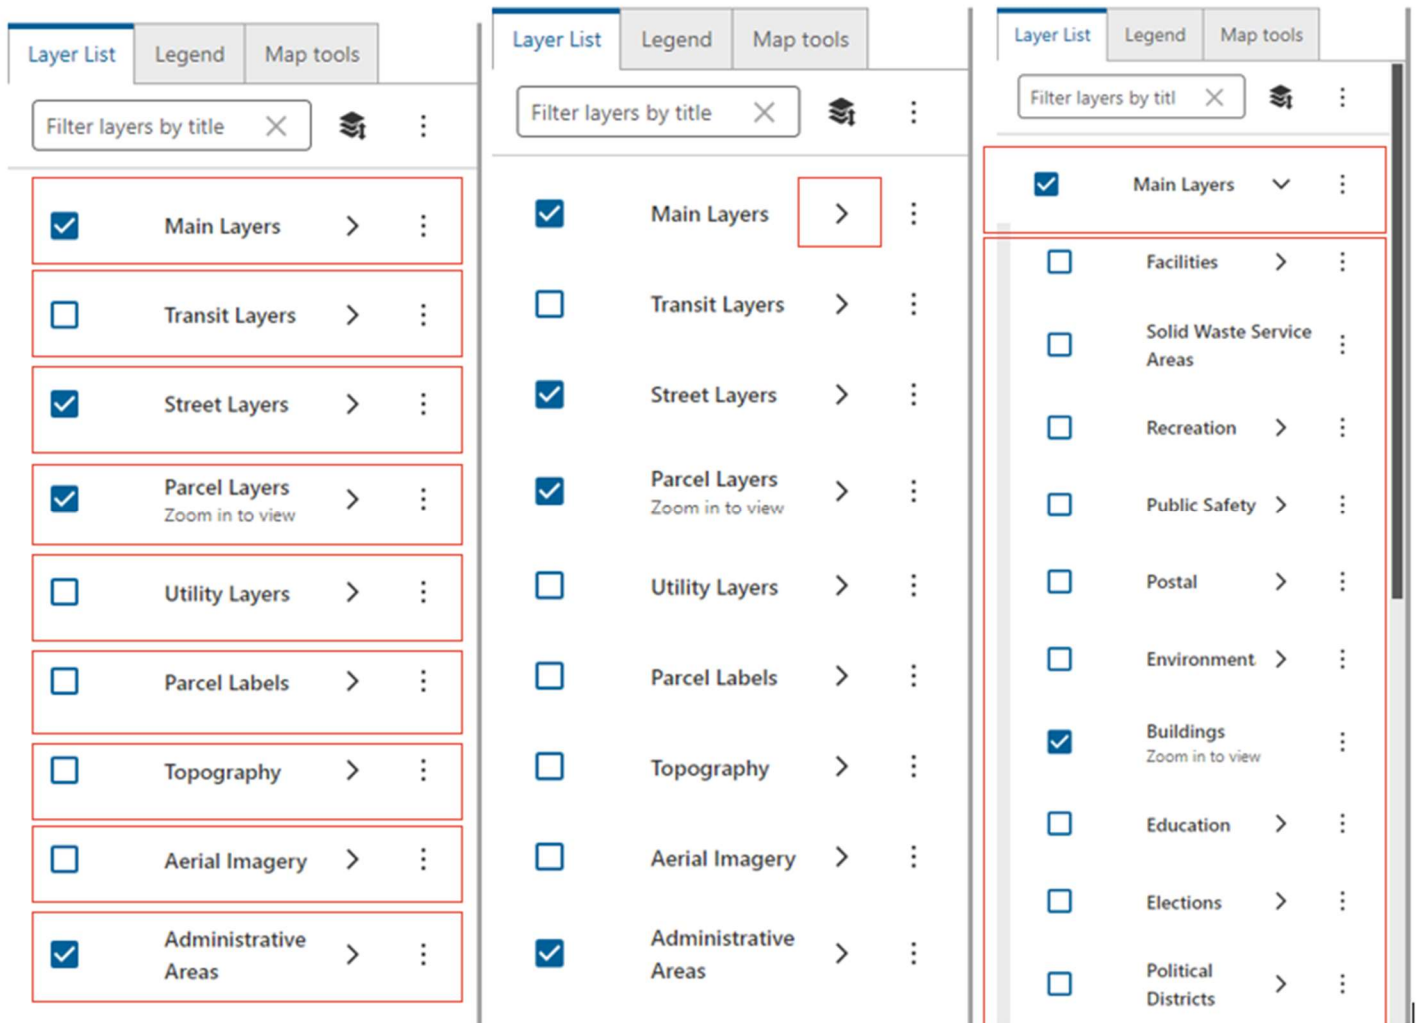 Layer List Legend Map tools
Filter layers by title
Main Layers
Transit Layers
Street Layers
Parcel Layers
Zoom in to view
Utility Layers
Parcel Labels
Topography
Aerial Imagery
Administrative
Areas
Layer List Legend Map tools
Filter layers by title
Main Layers
Transit Layers
Street Layers
Parcel Layers
Zoom in to view
Utility Layers
Parcel Labels
Topography
Aerial Imagery
Administrative
Areas
Layer List Legend Map tools
Filter layers by titl
Main Layers
Facilities
Solid Waste Service
Areas
Recreation
Public Safety
Postal
Environment
Buildings
Zoom in to view
Education
Elections
Political
Districts